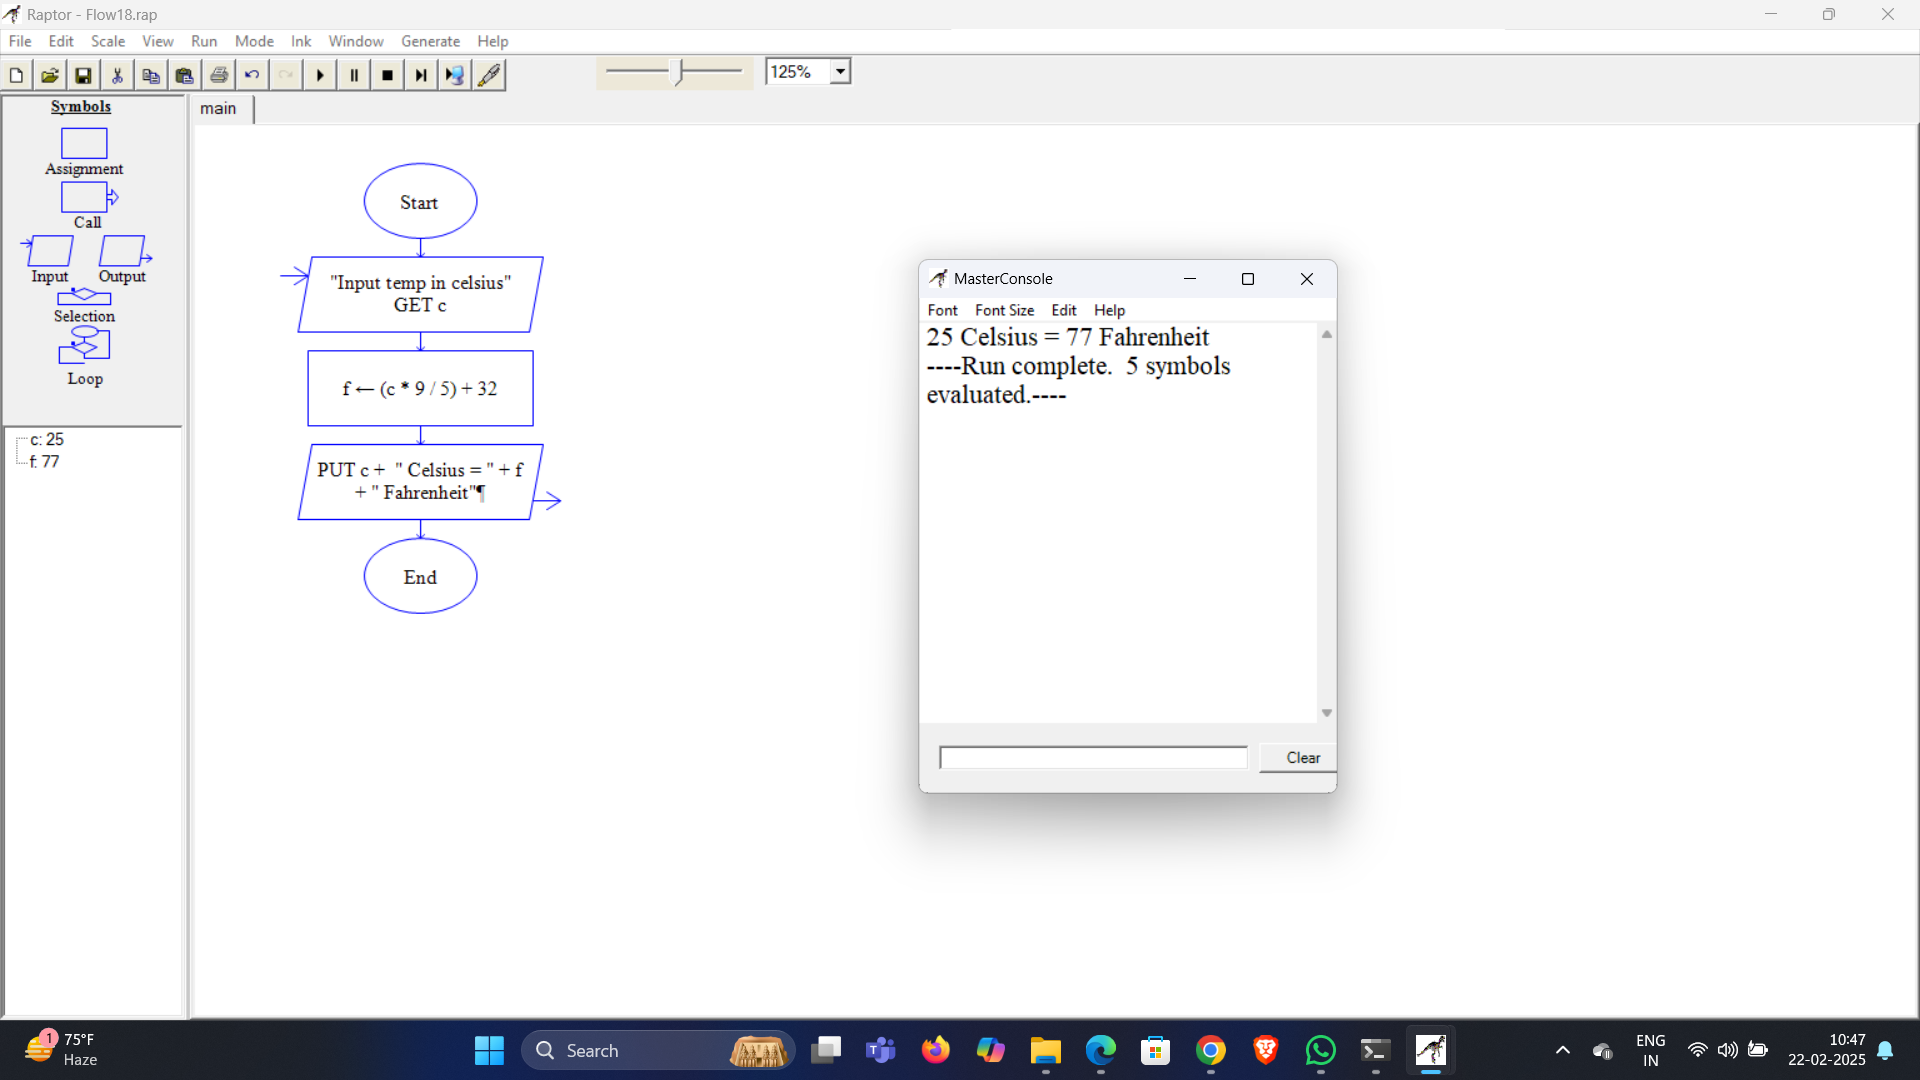 Raptor - Flow18.rap
File Edit Scale View Run Mode Ink Window Generate Help
125%
Symbols
Assignment
Call
Input Output
Selection
Loop
c: 25
f: 77
main
Start
"Input temp in celsius"
GET c
f ← (c * 9 / 5) + 32
PUT c + " Celsius = " + f
+ " Fahrenheit"¶
End
MasterConsole
Font Font Size Edit Help
25 Celsius = 77 Fahrenheit
----Run complete.  5 symbols
evaluated.----
Clear
1
75°F
Haze
Search
ENG
IN
10:47
22-02-2025